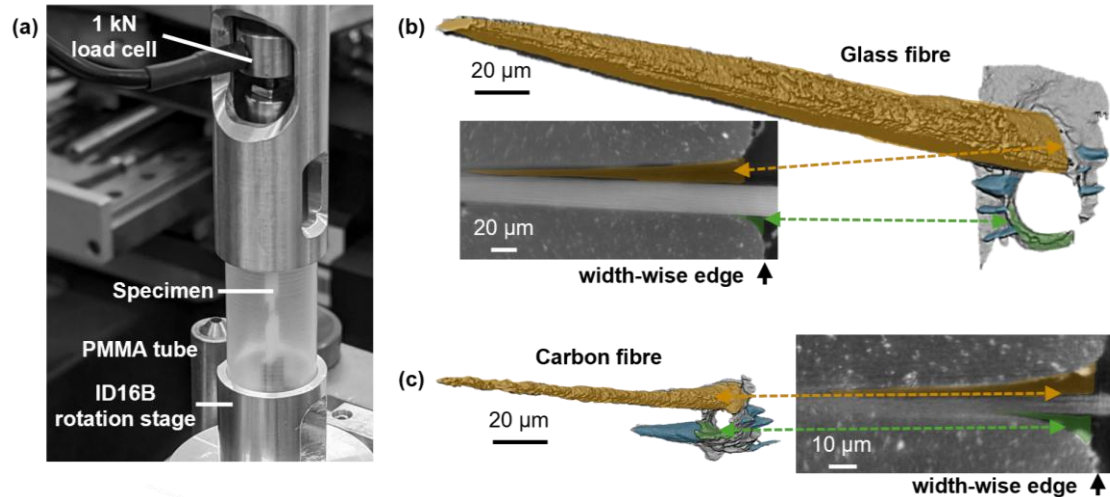 (a)
1 kN
load cell
Specimen
PMMA tube
ID16B
rotation stage
(b)
Glass fibre
20 µm
20 µm
width-wise edge
(c)
Carbon fibre
20 µm
10 µm
width-wise edge